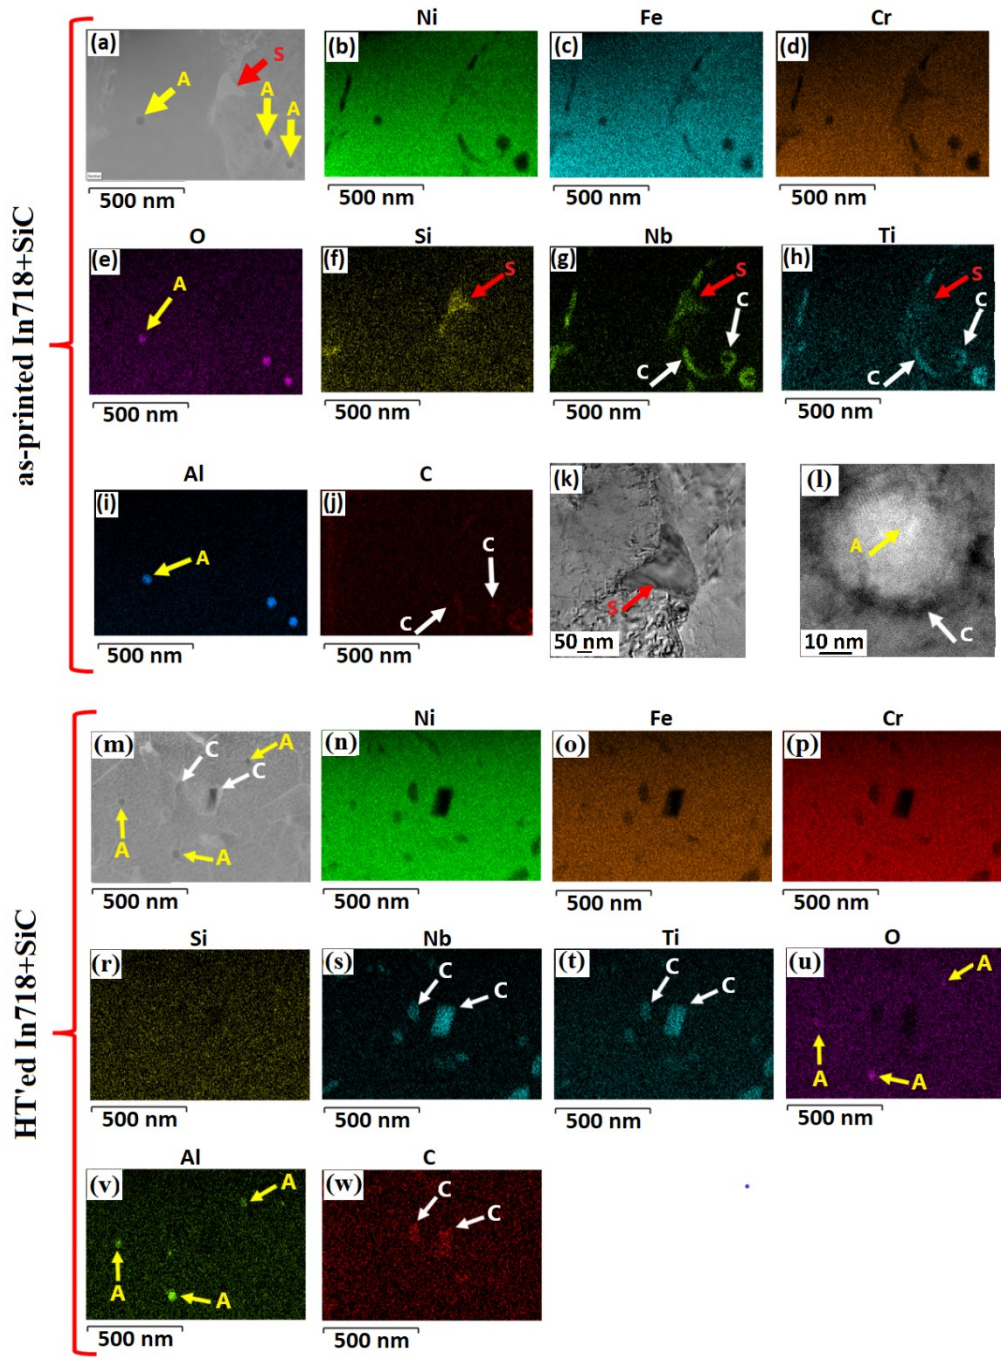 Ni Fe Cr
(a) A S A A (b) (c) (d)
500 nm 500 nm 500 nm 500 nm
as-printed In718+SiC
O Si Nb Ti
(e) A (f) S (g) S C C (h) S C C
500 nm 500 nm 500 nm 500 nm
Al C
(i) A (j) C C (k) S 50 nm (l) A C 10 nm
500 nm 500 nm
HT'ed In718+SiC
Ni Fe Cr
(m) C A C A A (n) (o) (p)
500 nm 500 nm 500 nm 500 nm
Si Nb Ti O
(r) (s) C C (t) C C (u) A A A
500 nm 500 nm 500 nm 500 nm
Al C
(v) A A A (w) C C
500 nm 500 nm